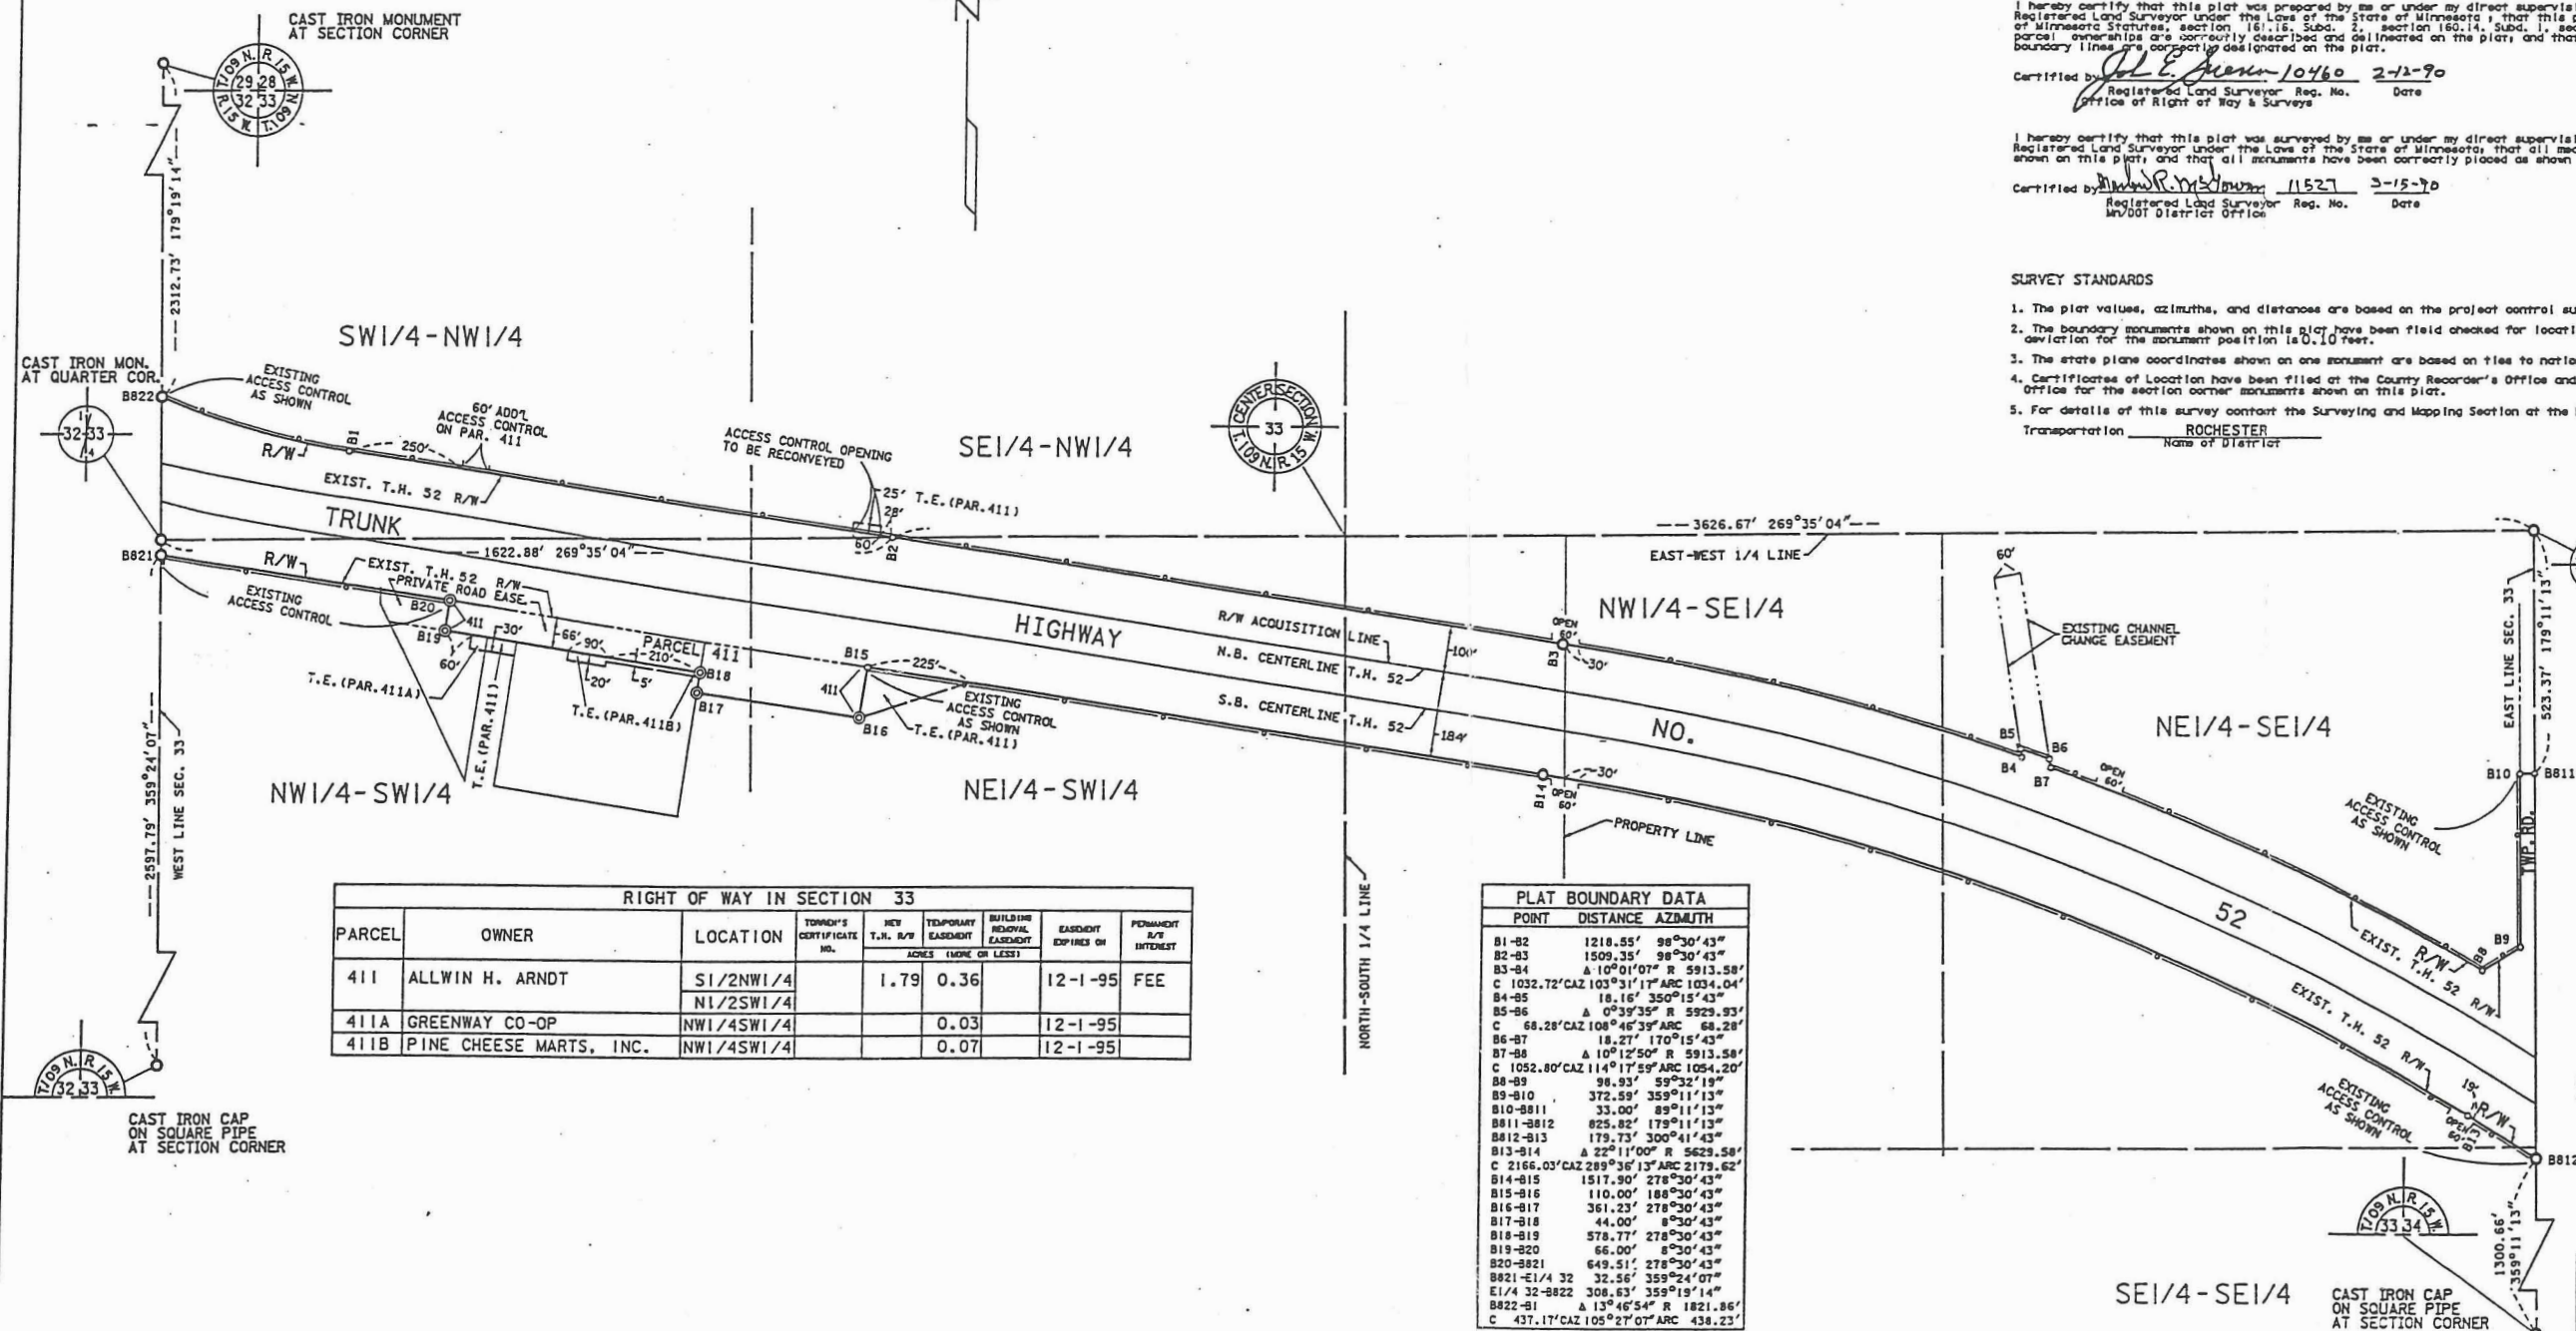 CAST IRON MONUMENT
AT SECTION CORNER
T.109 N. R.15 W.
29 28
32 33
T.109 N. R.15 W.
2312.73' 179°19'14"
N
I hereby certify that this plat was prepared by me or under my direct
Registered Land Surveyor under the Laws of the State of Minnesota ; that this
of Minnesota Statutes, section 161.16. Subd. 2, section 160.14. Subd. 1,
parcel ownerships are correctly described and delineated on the plat; and
boundary lines are correctly designated on the plat.
Certified by John E. 10460 2-12-90
Registered Land Surveyor Reg. No. Date
Office of Right of Way & Surveys
I hereby certify that this plat was surveyed by me or under my direct
Registered Land Surveyor under the Laws of the State of Minnesota; that all
shown on this plat; and that all monuments have been correctly placed as shown
Certified by 11527 3-15-90
Registered Land Surveyor Reg. No. Date
Mn/DOT District Office
SURVEY STANDARDS
1. The plat values, azimuths, and distances are based on the project control
2. The boundary monuments shown on this plat have been field checked for
deviation for the monument position is 0.10 feet.
3. The state plane coordinates shown on one monument are based on ties to
4. Certificates of Location have been filed at the County Recorder's Office and
Office for the section corner monuments shown on this plat.
5. For details of this survey contact the Surveying and Mapping Section at the
Transportation ROCHESTER
Name of District
SW1/4-NW1/4
CAST IRON MON.
AT QUARTER COR.
B822
32 33
1/4
EXISTING
ACCESS CONTROL
AS SHOWN
R/W
B1
250'
60' ADD'L
ACCESS CONTROL
ON PAR. 411
EXIST. T.H. 52 R/W
ACCESS CONTROL OPENING
TO BE RECONVEYED
25' T.E.(PAR.411)
28'
60'
B2
SE1/4-NW1/4
CENTER SECTION
33
T.109 N. R.15 W.
3626.67' 269°35'04"
EAST-WEST 1/4 LINE
TRUNK
1622.88' 269°35'04"
B821
R/W
EXIST. T.H. 52 R/W
PRIVATE ROAD EASE.
EXISTING
ACCESS CONTROL
B20
411
B19
30'
60'
T.E.(PAR.411A)
T.E.(PAR.411)
66'
90'
210'
20'
5'
PARCEL 411
B18
B17
T.E.(PAR.411B)
B15
225'
411
B16
EXISTING
ACCESS CONTROL
AS SHOWN
T.E.(PAR.411)
HIGHWAY
R/W ACQUISITION LINE
N.B. CENTERLINE T.H. 52
S.B. CENTERLINE T.H. 52
100'
184'
NW1/4-SE1/4
OPEN
60'
B3
30'
NO.
B14
30'
OPEN
60'
PROPERTY LINE
60'
EXISTING CHANNEL
CHANGE EASEMENT
B5
B6
B4
B7
OPEN
60'
NE1/4-SE1/4
EAST LINE SEC. 33
523.37' 179°11'13"
B10
B811
EXISTING
ACCESS CONTROL
AS SHOWN
TWP. RD.
B9
B8
52
R/W
EXIST. T.H. 52 R/W
EXIST. T.H. 52 R/W
19'
R/W
EXISTING
ACCESS CONTROL
AS SHOWN
OPEN
60'
B13
B812
NW1/4-SW1/4
NE1/4-SW1/4
2597.79' 359°24'07"
WEST LINE SEC. 33
NORTH-SOUTH 1/4 LINE
T.109 N. R.15 W.
32 33
CAST IRON CAP
ON SQUARE PIPE
AT SECTION CORNER
RIGHT OF WAY IN SECTION 33
PARCEL OWNER LOCATION TORREN'S CERTIFICATE NO. NEW T.H. R/W TEMPORARY EASEMENT BUILDING REMOVAL EASEMENT EASEMENT EXPIRES ON PERMANENT R/W INTEREST
ACRES (MORE OR LESS)
411 ALLWIN H. ARNDT S1/2NW1/4 1.79 0.36 12-1-95 FEE
N1/2SW1/4
411A GREENWAY CO-OP NW1/4SW1/4 0.03 12-1-95
411B PINE CHEESE MARTS, INC. NW1/4SW1/4 0.07 12-1-95
PLAT BOUNDARY DATA
POINT DISTANCE AZIMUTH
B1-B2 1218.55' 98°30'43"
B2-B3 1509.35' 98°30'43"
B3-B4 Δ 10°01'07" R 5913.58'
C 1032.72' CAZ 103°31'17" ARC 1034.04'
B4-B5 18.16' 350°15'43"
B5-B6 Δ 0°39'35" R 5929.93'
C 68.28' CAZ 108°46'39" ARC 68.28'
B6-B7 18.27' 170°15'43"
B7-B8 Δ 10°12'50" R 5913.58'
C 1052.80' CAZ 114°17'59" ARC 1054.20'
B8-B9 98.93' 59°32'19"
B9-B10 372.59' 359°11'13"
B10-B811 33.00' 89°11'13"
B811-B812 825.82' 179°11'13"
B812-B13 179.73' 300°41'43"
B13-B14 Δ 22°11'00" R 5629.58'
C 2166.03' CAZ 289°36'13" ARC 2179.62'
B14-B15 1517.90' 278°30'43"
B15-B16 110.00' 188°30'43"
B16-B17 361.23' 278°30'43"
B17-B18 44.00' 8°30'43"
B18-B19 578.77' 278°30'43"
B19-B20 66.00' 8°30'43"
B20-B821 649.51' 278°30'43"
B821-E1/4 32 32.56' 359°24'07"
E1/4 32-B822 308.63' 359°19'14"
B822-B1 Δ 13°46'54" R 1821.86'
C 437.17' CAZ 105°27'07" ARC 438.23'
T.109 N. R.15 W.
33 34
SE1/4-SE1/4
CAST IRON CAP
ON SQUARE PIPE
AT SECTION CORNER
1300.66'
359°11'13"